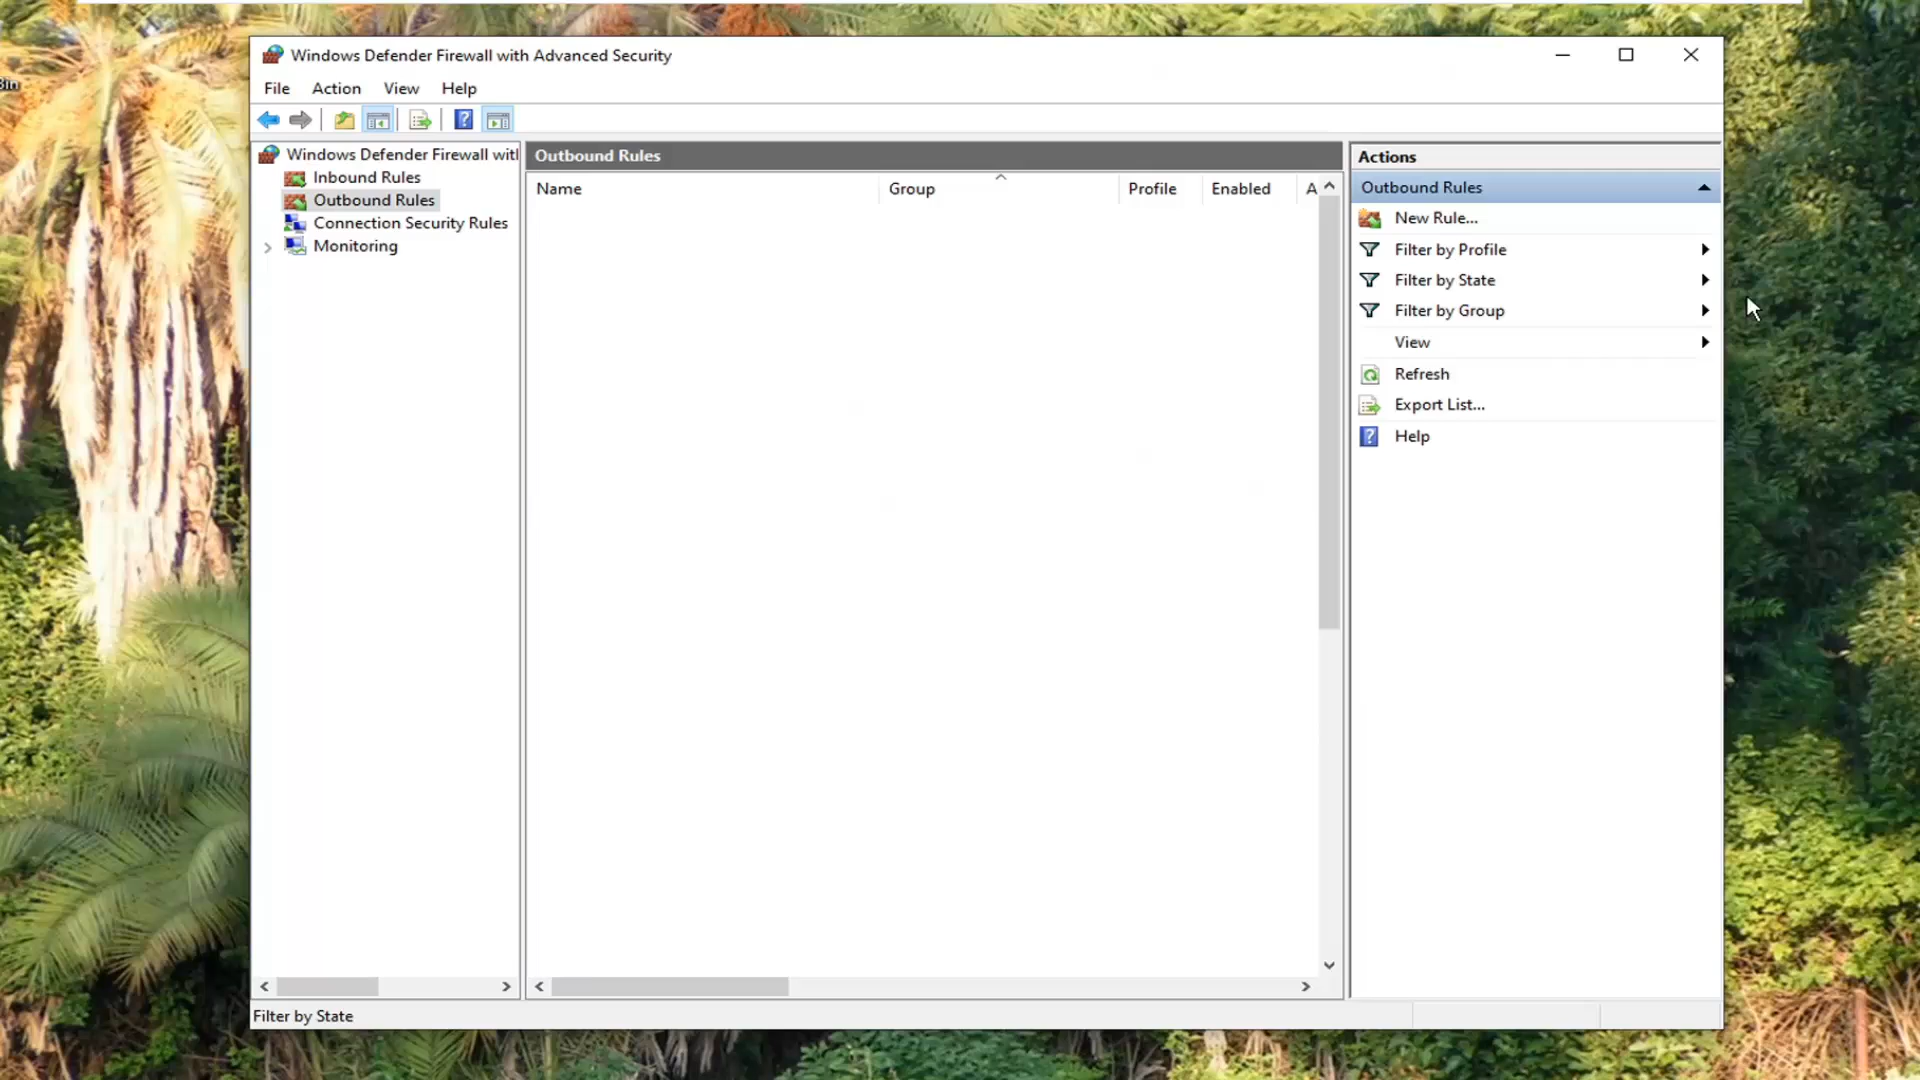 Bin
Windows Defender Firewall with Advanced Security
File Action View Help
Windows Defender Firewall with
Inbound Rules
Outbound Rules
Connection Security Rules
Monitoring
Outbound Rules
Name Group Profile Enabled A
Actions
Outbound Rules
New Rule...
Filter by Profile
Filter by State
Filter by Group
View
Refresh
Export List...
Help
Filter by State